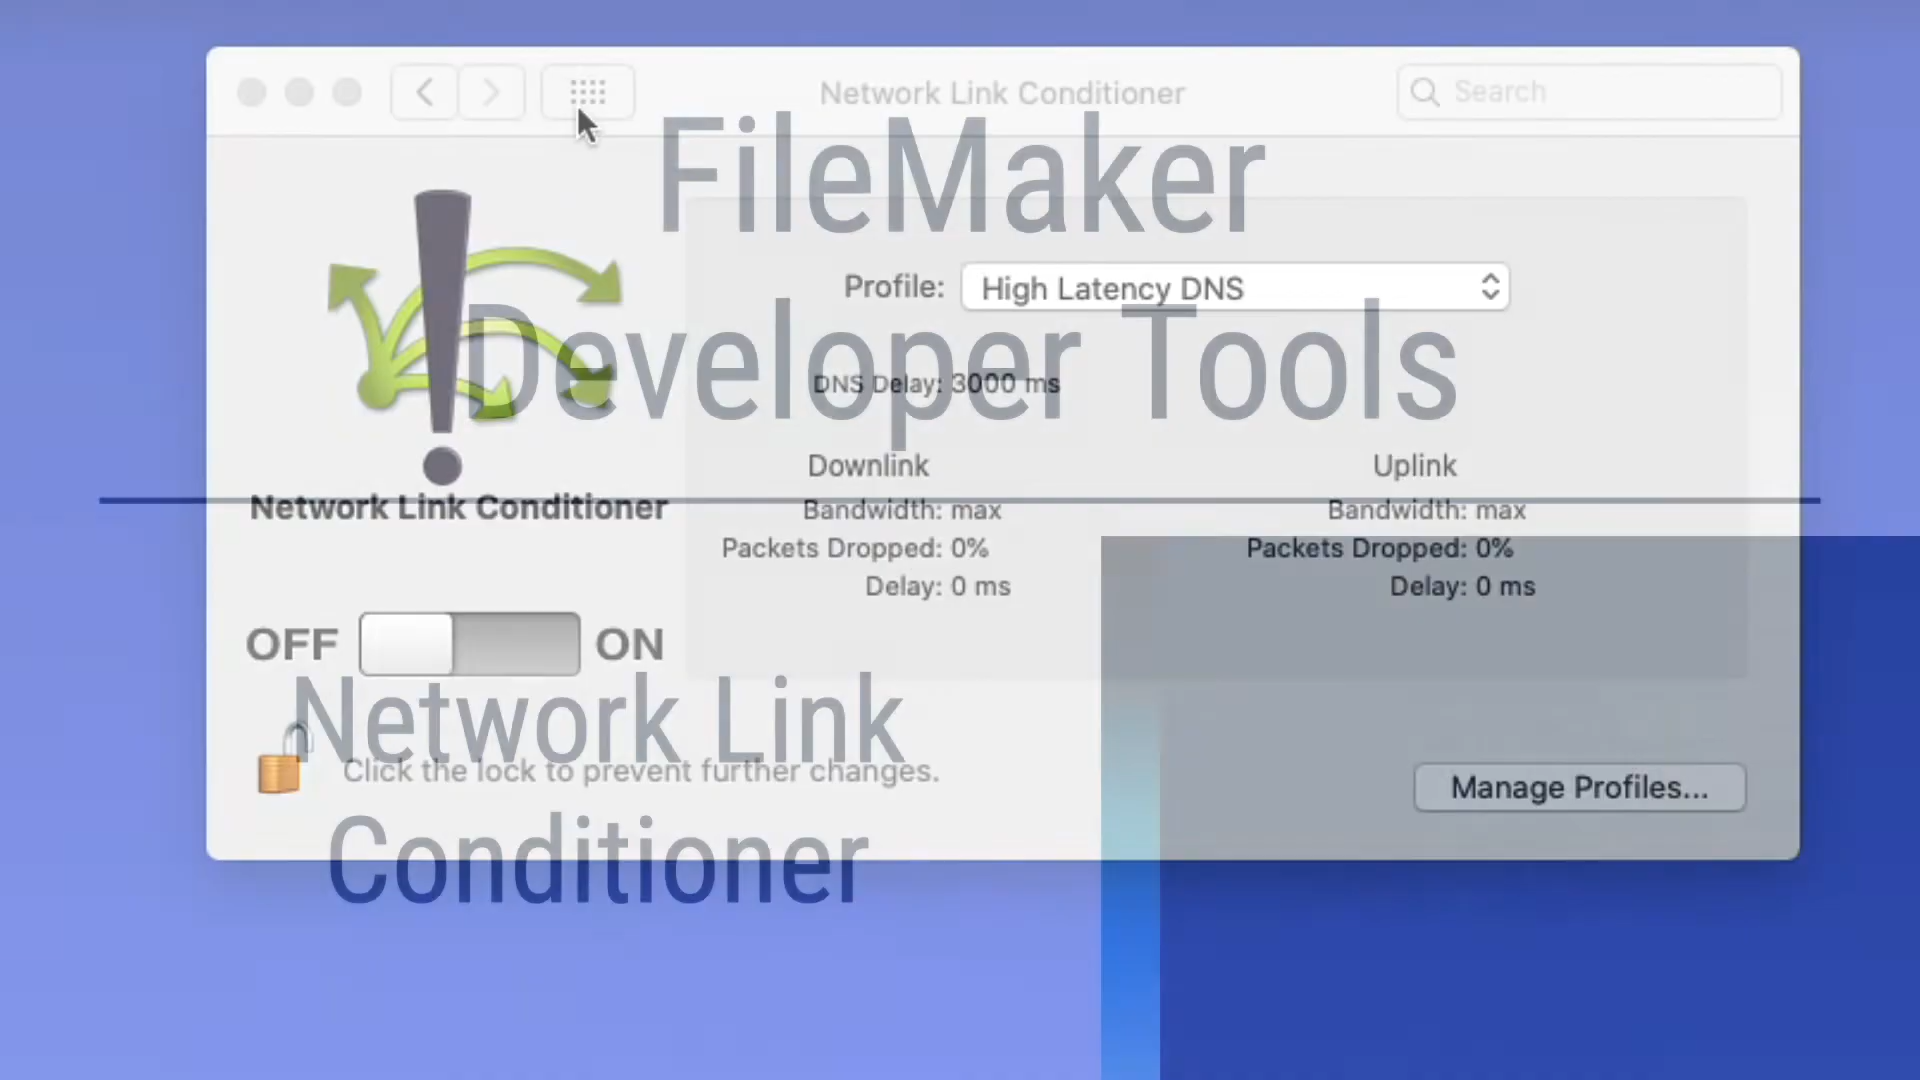 Network Link Conditioner
Search
FileMaker
Profile: High Latency DNS
Developer Tools
DNS Delay: 3000 ms
Downlink
Uplink
Network Link Conditioner
Bandwidth: max
Bandwidth: max
Packets Dropped: 0%
Packets Dropped: 0%
Delay: 0 ms
Delay: 0 ms
OFF
ON
Network Link
Click the lock to prevent further changes.
Manage Profiles...
Conditioner